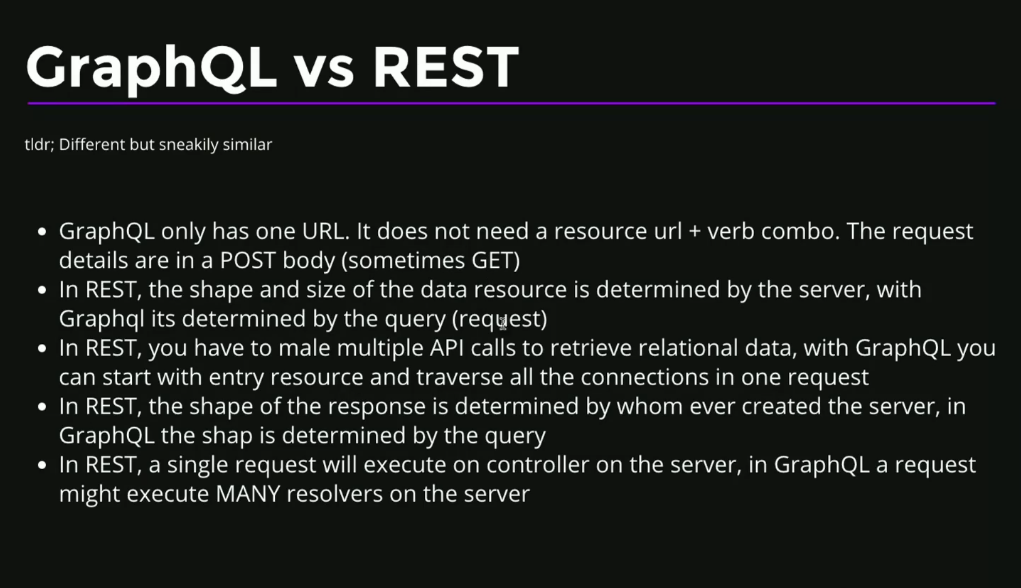 GraphQL vs REST
tldr; Different but sneakily similar
• GraphQL only has one URL. It does not need a resource url + verb combo. The request
details are in a POST body (sometimes GET)
• In REST, the shape and size of the data resource is determined by the server, with
Graphql its determined by the query (request)
• In REST, you have to male multiple API calls to retrieve relational data, with GraphQL you
can start with entry resource and traverse all the connections in one request
• In REST, the shape of the response is determined by whom ever created the server, in
GraphQL the shap is determined by the query
• In REST, a single request will execute on controller on the server, in GraphQL a request
might execute MANY resolvers on the server